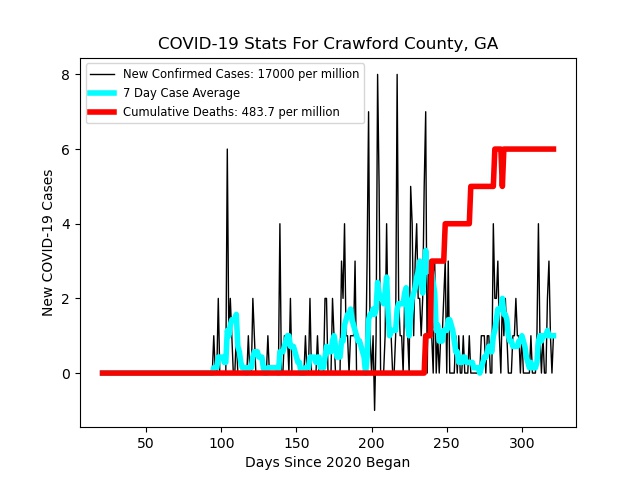 COVID-19 Stats For Crawford County, GA
New Confirmed Cases: 17000 per million
7 Day Case Average
Cumulative Deaths: 483.7 per million
New COVID-19 Cases
8
6
4
2
0
50 100 150 200 250 300
Days Since 2020 Began